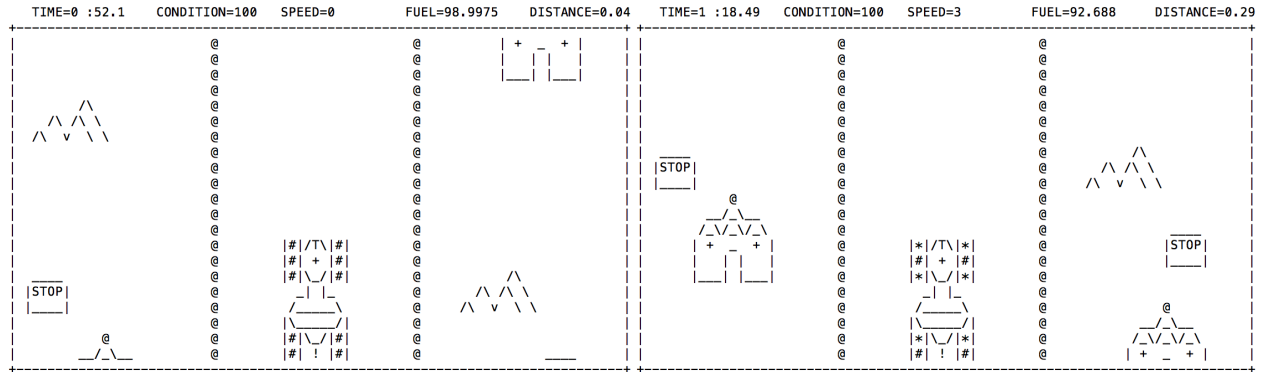 TIME=0 :52.1 CONDITION=100 SPEED=0 FUEL=98.9975 DISTANCE=0.04
STOP
TIME=1 :18.49 CONDITION=100 SPEED=3 FUEL=92.688 DISTANCE=0.29
STOP
STOP